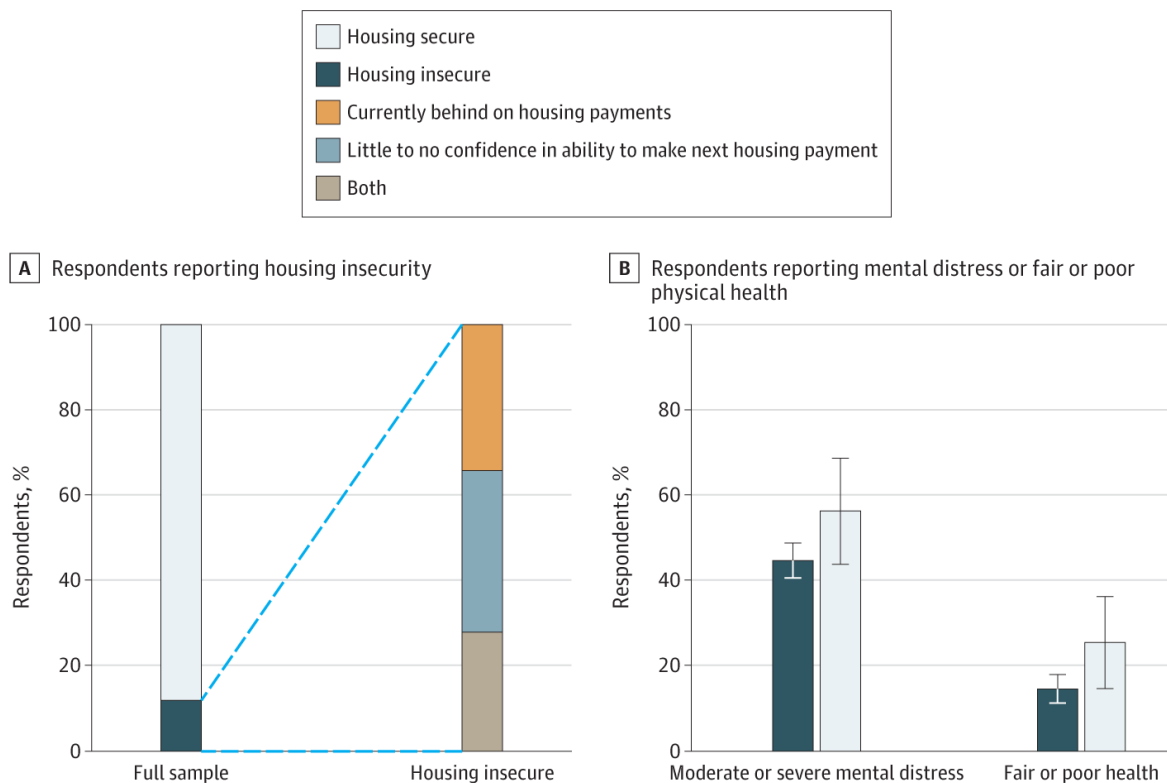 Housing secure
Housing insecure
Currently behind on housing payments
Little to no confidence in ability to make next housing payment
Both
A Respondents reporting housing insecurity
100
80
60
40
20
0
Respondents, %
Full sample
Housing insecure
B Respondents reporting mental distress or fair or poor
physical health
100
80
60
40
20
0
Respondents, %
Moderate or severe mental distress
Fair or poor health